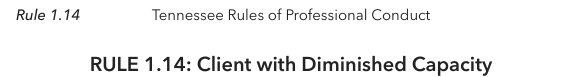 Rule 1.14 Tennessee Rules of Professional Conduct
RULE 1.14: Client with Diminished Capacity